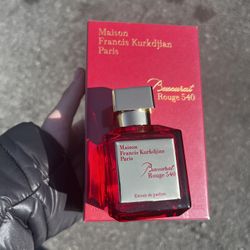 Maison
Francis Kurkdjian
Paris
Baccarat
Rouge 540
Maison
Francis Kurkdjian
Paris
Baccarat
Rouge 540
Extrait de parfum